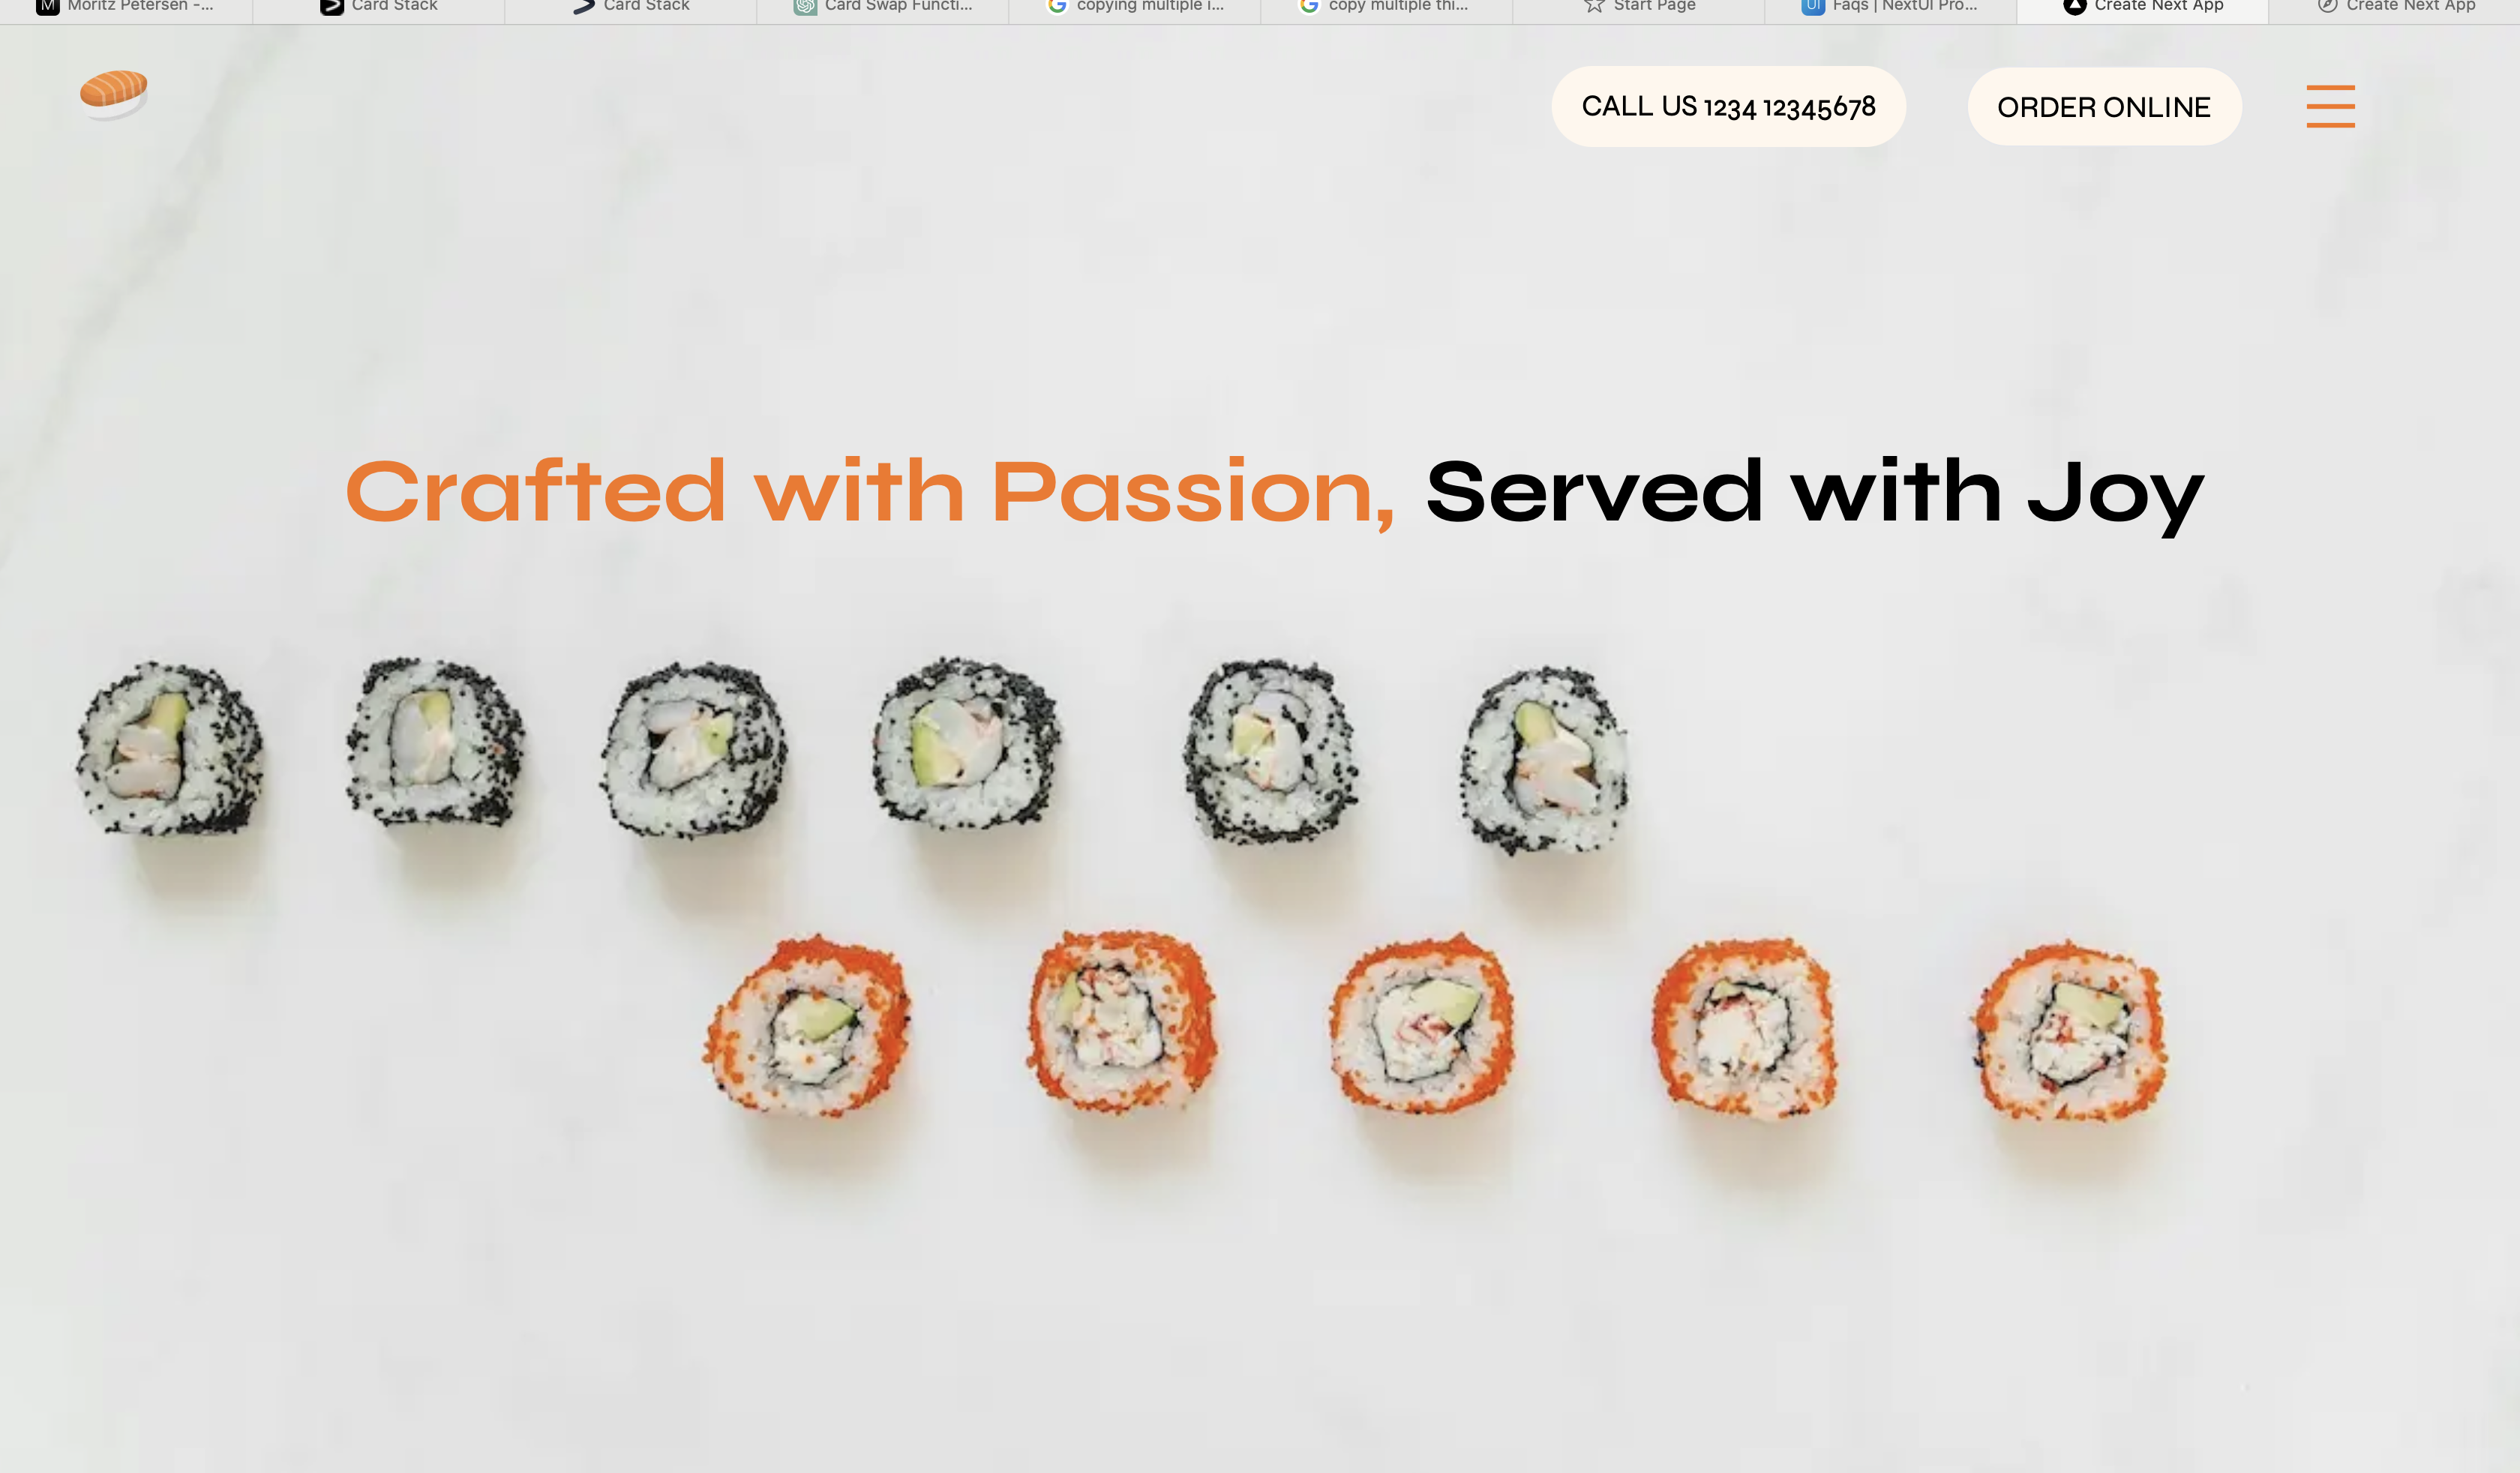 Moritz Petersen -...
Card Stack
Card Stack
Card Swap Functi...
copying multiple i...
copy multiple thi...
Start Page
Faqs | NextUI Pro...
Create Next App
Create Next App
CALL US 1234 12345678
ORDER ONLINE
Crafted with Passion, Served with Joy